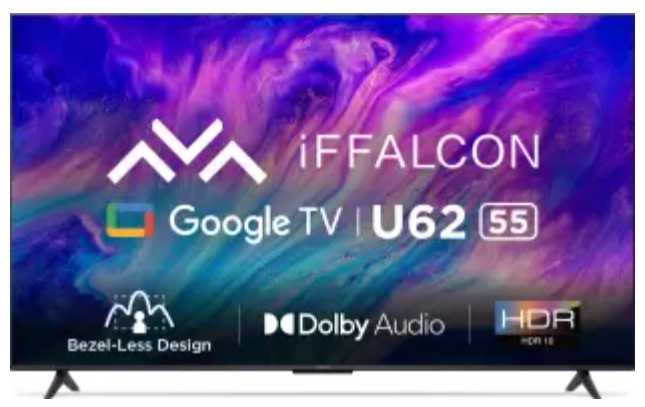 iFFALCON
Google TV | U62 55
Bezel-Less Design
Dolby Audio
HDR
HDR 10